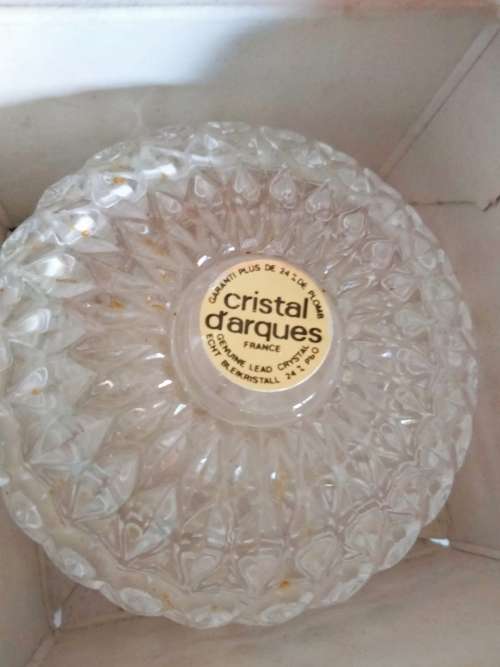 GARANTI PLUS DE 24 % DE PLOMB
cristal
d'arques
FRANCE
GENUINE LEAD CRYSTAL
ECHT BLEIKRISTALL 24 % PbO